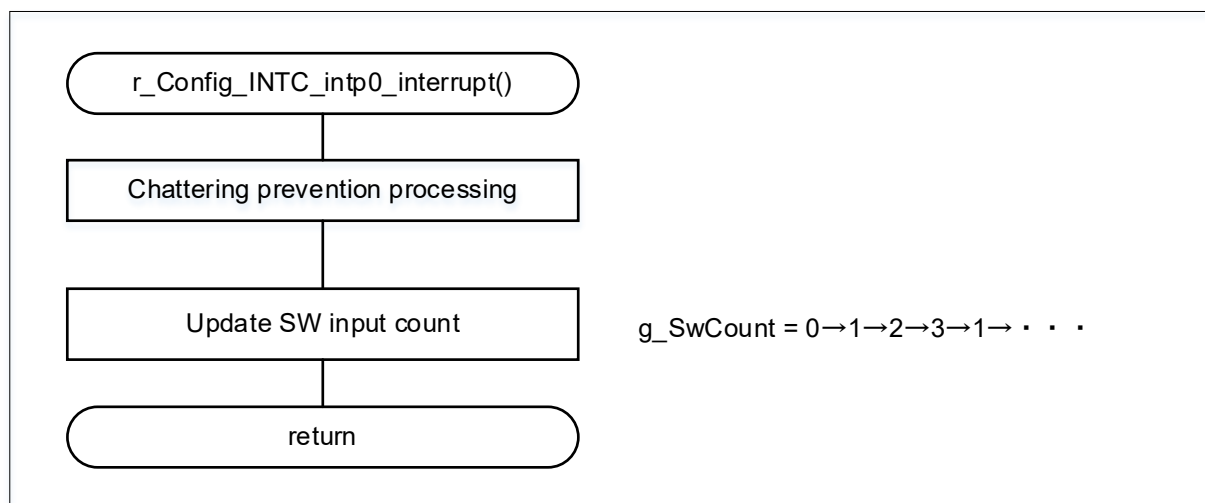 r_Config_INTC_intp0_interrupt()
Chattering prevention processing
Update SW input count
g_SwCount = 0→1→2→3→1→・・・
return